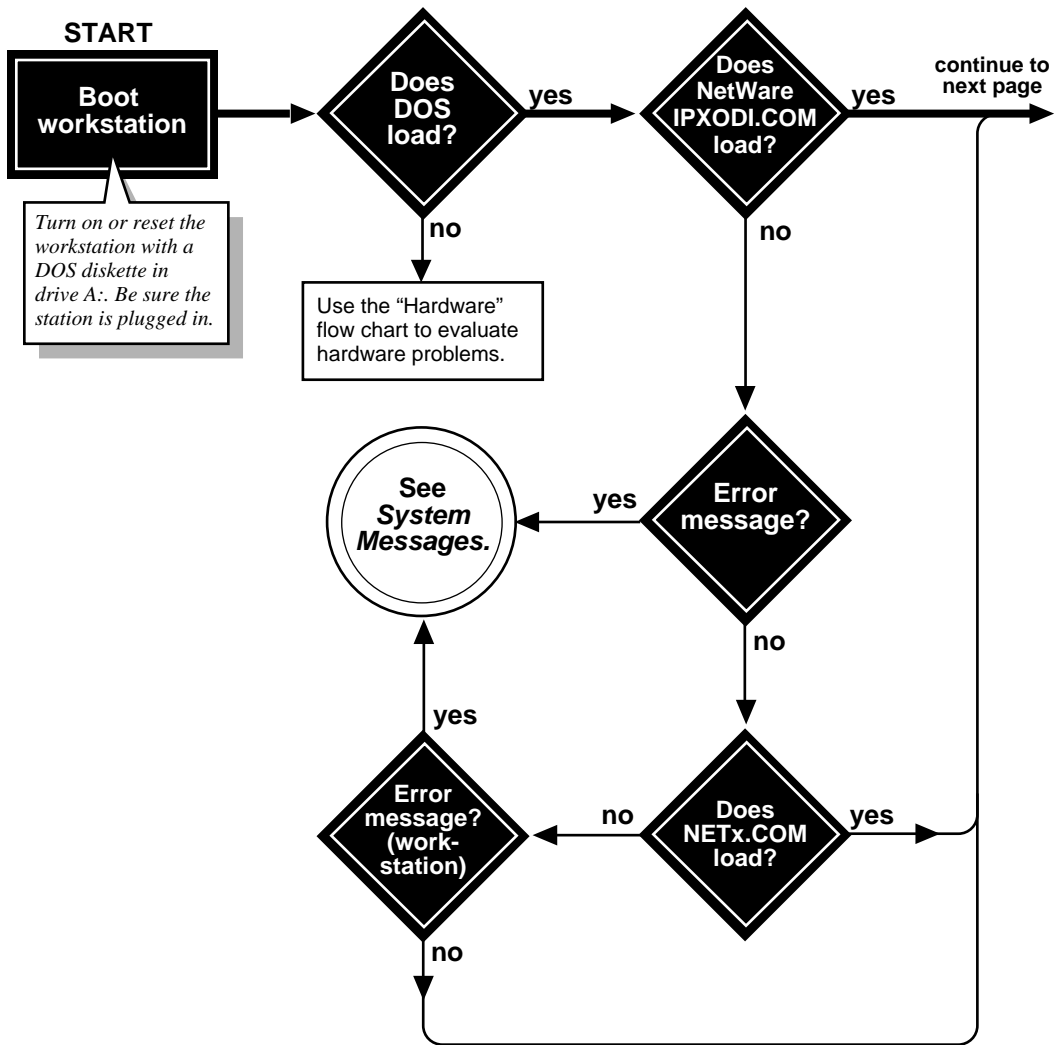 START
Boot
workstation
Turn on or reset the
workstation with a
DOS diskette in
drive A:. Be sure the
station is plugged in.
Does
DOS
load?
yes
no
Use the “Hardware”
flow chart to evaluate
hardware problems.
Does
NetWare
IPXODI.COM
load?
yes
continue to
next page
no
Error
message?
yes
See
System
Messages.
no
Does
NETx.COM
load?
yes
no
Error
message?
(work-
station)
yes
no